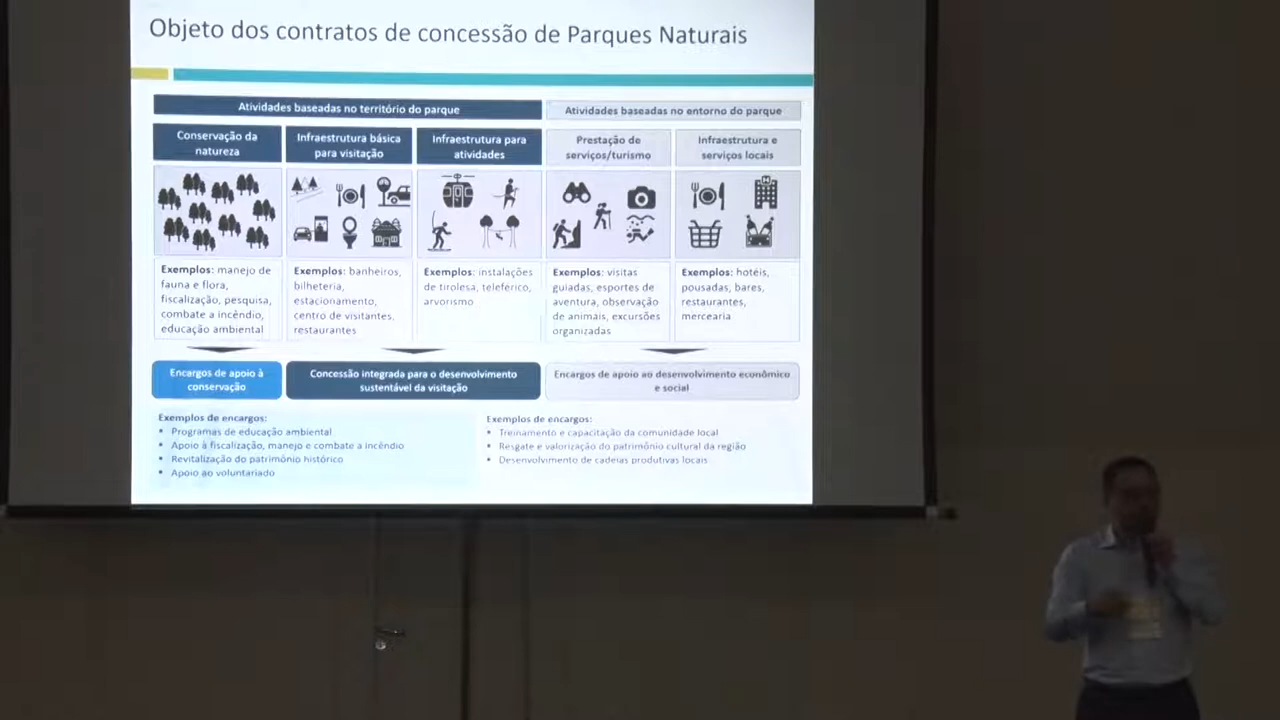 Objeto dos contratos de concessão de Parques Naturais
Atividades baseadas no território do parque
Atividades baseadas no entorno do parque
Conservação da
natureza
Infraestrutura básica
para visitação
Infraestrutura para
atividades
Prestação de
serviços/turismo
Infraestrutura e
serviços locais
Exemplos: manejo de
fauna e flora,
fiscalização, pesquisa,
combate a incêndio,
educação ambiental
Exemplos: banheiros,
bilheteria,
estacionamento,
centro de visitantes,
restaurantes
Exemplos: instalações
de tirolesa, teleférico,
arvorismo
Exemplos: visitas
guiadas, esportes de
aventura, observação
de animais, excursões
organizadas
Exemplos: hotéis,
pousadas, bares,
restaurantes,
mercearia
Encargos de apoio à
conservação
Concessão integrada para o desenvolvimento
sustentável da visitação
Encargos de apoio ao desenvolvimento econômico
e social
Exemplos de encargos:
▪ Programas de educação ambiental
▪ Apoio à fiscalização, manejo e combate a incêndio
▪ Revitalização do patrimônio histórico
▪ Apoio ao voluntariado
Exemplos de encargos:
▪ Treinamento e capacitação da comunidade local
▪ Resgate e valorização do patrimônio cultural da região
▪ Desenvolvimento de cadeias produtivas locais